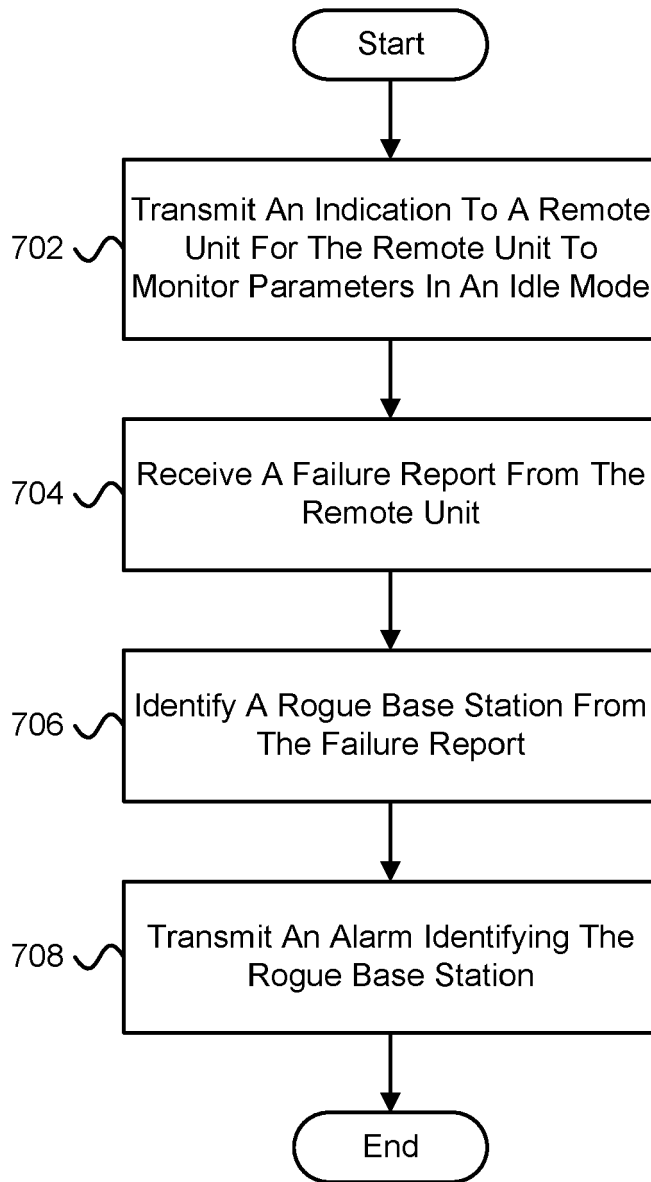 Start
702
Transmit An Indication To A Remote
Unit For The Remote Unit To
Monitor Parameters In An Idle Mode
704
Receive A Failure Report From The
Remote Unit
706
Identify A Rogue Base Station From
The Failure Report
708
Transmit An Alarm Identifying The
Rogue Base Station
End